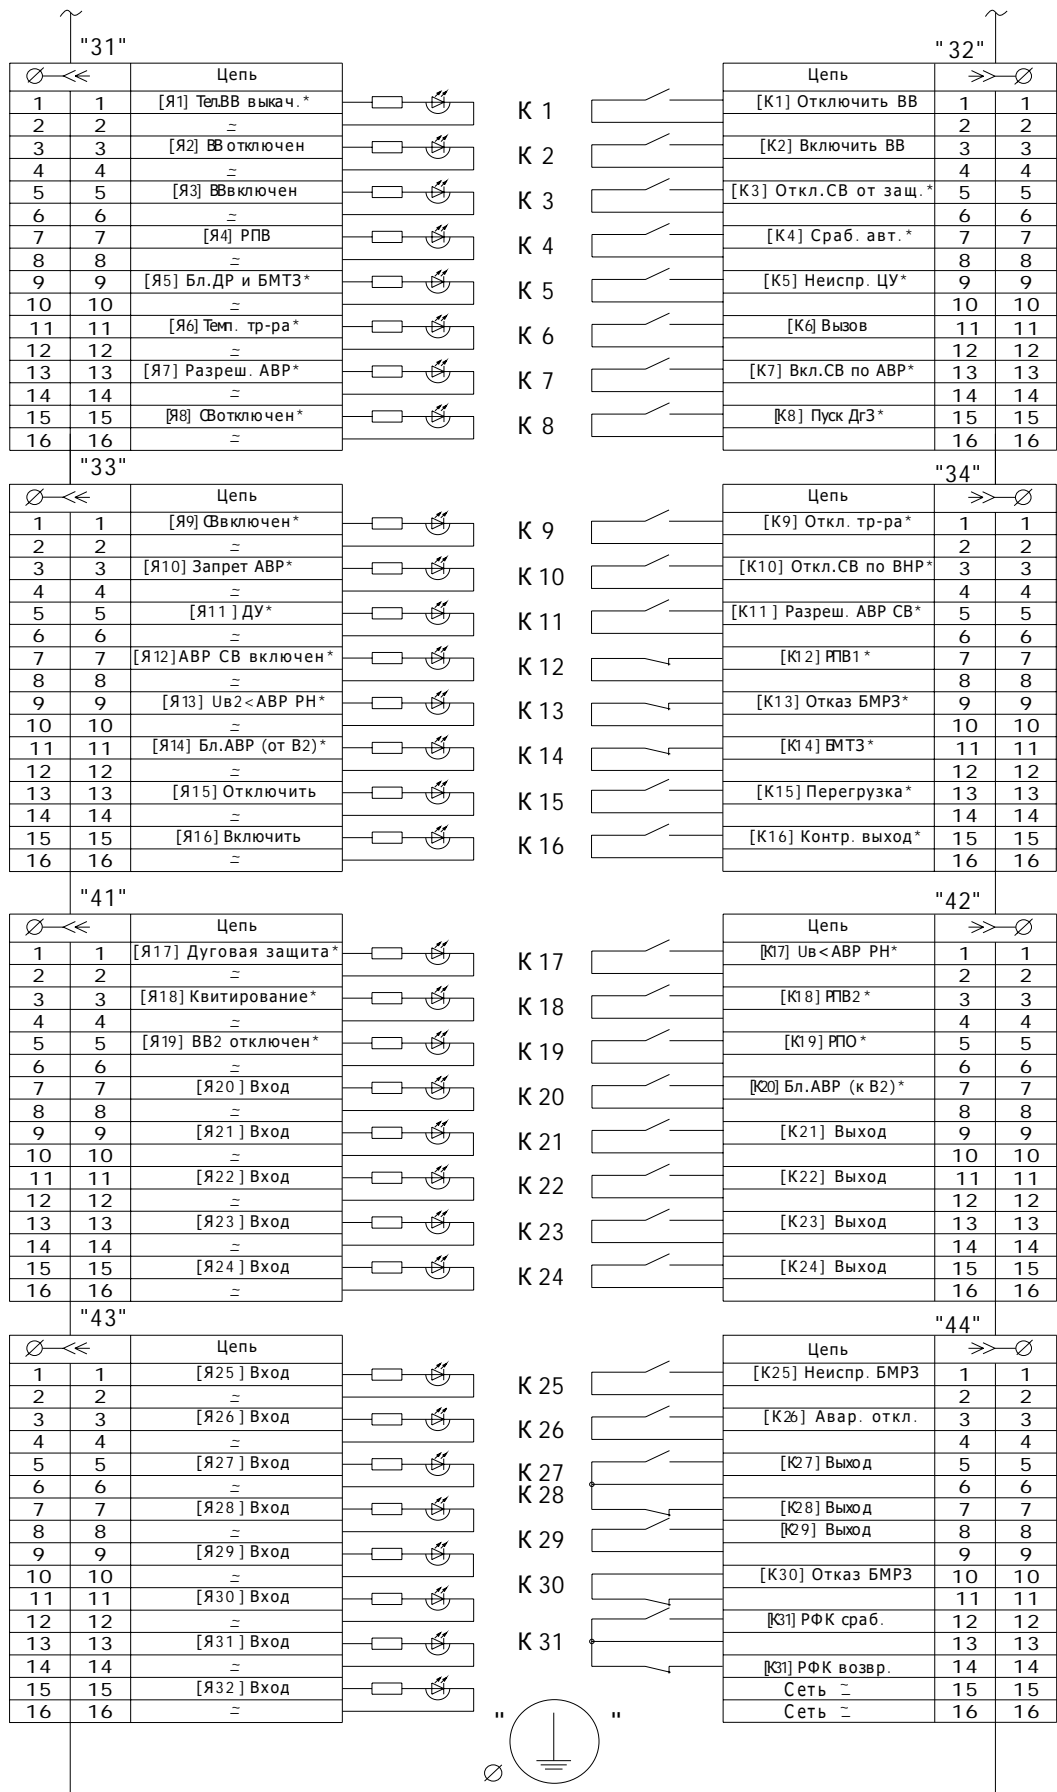 "31"
Цепь
1 1 [Я1] Тел.ВВ выкач.*
2 2 ≃
3 3 [Я2] ВВ отключен
4 4 ≃
5 5 [Я3] ВВ включен
6 6 ≃
7 7 [Я4] РПВ
8 8 ≃
9 9 [Я5] Бл.ДР и БМТЗ*
10 10 ≃
11 11 [Я6] Темп. тр-ра*
12 12 ≃
13 13 [Я7] Разреш. АВР*
14 14 ≃
15 15 [Я8] СВ отключен*
16 16 ≃
К 1
К 2
К 3
К 4
К 5
К 6
К 7
К 8
"32"
Цепь
[К1] Отключить ВВ 1 1
2 2
[К2] Включить ВВ 3 3
4 4
[К3] Откл.СВ от защ.* 5 5
6 6
[К4] Сраб. авт.* 7 7
8 8
[К5] Неиспр. ЦУ* 9 9
10 10
[К6] Вызов 11 11
12 12
[К7] Вкл.СВ по АВР* 13 13
14 14
[К8] Пуск ДгЗ* 15 15
16 16
"33"
Цепь
1 1 [Я9] СВ включен*
2 2 ≃
3 3 [Я10] Запрет АВР*
4 4 ≃
5 5 [Я11] ДУ*
6 6 ≃
7 7 [Я12] АВР СВ включен*
8 8 ≃
9 9 [Я13] Uв2<АВР РН*
10 10 ≃
11 11 [Я14] Бл.АВР (от В2)*
12 12 ≃
13 13 [Я15] Отключить
14 14 ≃
15 15 [Я16] Включить
16 16 ≃
К 9
К 10
К 11
К 12
К 13
К 14
К 15
К 16
"34"
Цепь
[К9] Откл. тр-ра* 1 1
2 2
[К10] Откл.СВ по ВНР* 3 3
4 4
[К11] Разреш. АВР СВ* 5 5
6 6
[К12] РПВ1* 7 7
8 8
[К13] Отказ БМРЗ* 9 9
10 10
[К14] БМТЗ* 11 11
12 12
[К15] Перегрузка* 13 13
14 14
[К16] Контр. выход* 15 15
16 16
"41"
Цепь
1 1 [Я17] Дуговая защита*
2 2 ≃
3 3 [Я18] Квитирование*
4 4 ≃
5 5 [Я19] ВВ2 отключен*
6 6 ≃
7 7 [Я20] Вход
8 8 ≃
9 9 [Я21] Вход
10 10 ≃
11 11 [Я22] Вход
12 12 ≃
13 13 [Я23] Вход
14 14 ≃
15 15 [Я24] Вход
16 16 ≃
К 17
К 18
К 19
К 20
К 21
К 22
К 23
К 24
"42"
Цепь
[К17] Uв<АВР РН* 1 1
2 2
[К18] РПВ2* 3 3
4 4
[К19] РПО* 5 5
6 6
[К20] Бл.АВР (к В2)* 7 7
8 8
[К21] Выход 9 9
10 10
[К22] Выход 11 11
12 12
[К23] Выход 13 13
14 14
[К24] Выход 15 15
16 16
"43"
Цепь
1 1 [Я25] Вход
2 2 ≃
3 3 [Я26] Вход
4 4 ≃
5 5 [Я27] Вход
6 6 ≃
7 7 [Я28] Вход
8 8 ≃
9 9 [Я29] Вход
10 10 ≃
11 11 [Я30] Вход
12 12 ≃
13 13 [Я31] Вход
14 14 ≃
15 15 [Я32] Вход
16 16 ≃
К 25
К 26
К 27
К 28
К 29
К 30
К 31
"44"
Цепь
[К25] Неиспр. БМРЗ 1 1
2 2
[К26] Авар. откл. 3 3
4 4
[К27] Выход 5 5
6 6
[К28] Выход 7 7
[К29] Выход 8 8
9 9
[К30] Отказ БМРЗ 10 10
11 11
[К31] РФК сраб. 12 12
13 13
[К31] РФК возвр. 14 14
Сеть ≃ 15 15
Сеть ≃ 16 16
" "